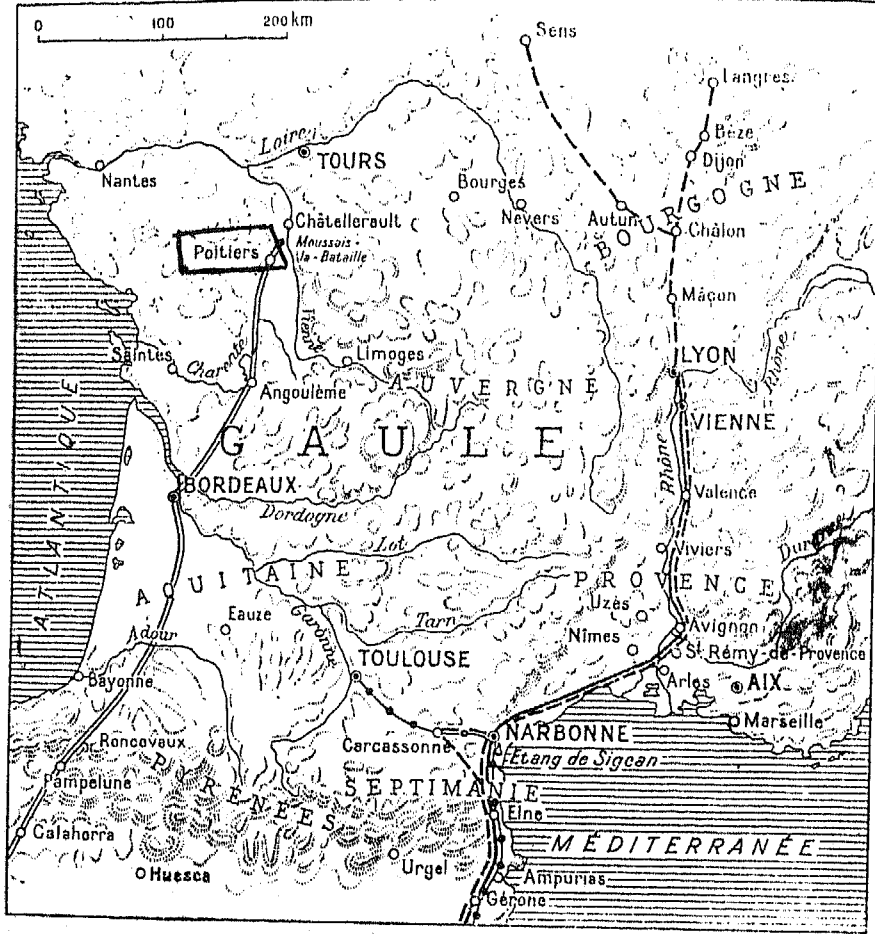 0 100 200 km
Sens
Langres
Bèze
Dijon
Loire
TOURS
Nantes
Bourges
Nevers
Autun
BOURGOGNE
Châlon
Châtellerault
Moussais-
la-Bataille
Poitiers
Mâcon
Saintes
Charente
Vienne
Limoges
LYON
Rhône
Angoulême
AUVERGNE
VIENNE
ATLANTIQUE
GAULE
Rhône
BORDEAUX
Dordogne
Valence
Lot
Viviers
Durance
AQUITAINE
PROVENCE
Eauze
Garonne
Tarn
Uzès
Nîmes
Avignon
Adour
St Rémy-de-Provence
TOULOUSE
Arles
AIX
Bayonne
Marseille
Carcassonne
NARBONNE
Roncevaux
Etang de Sigean
Pampelune
PYRENÉES
SEPTIMANIE
Elne
Calahorra
MÉDITERRANÉE
Huesca
Urgel
Ampurias
Gérone